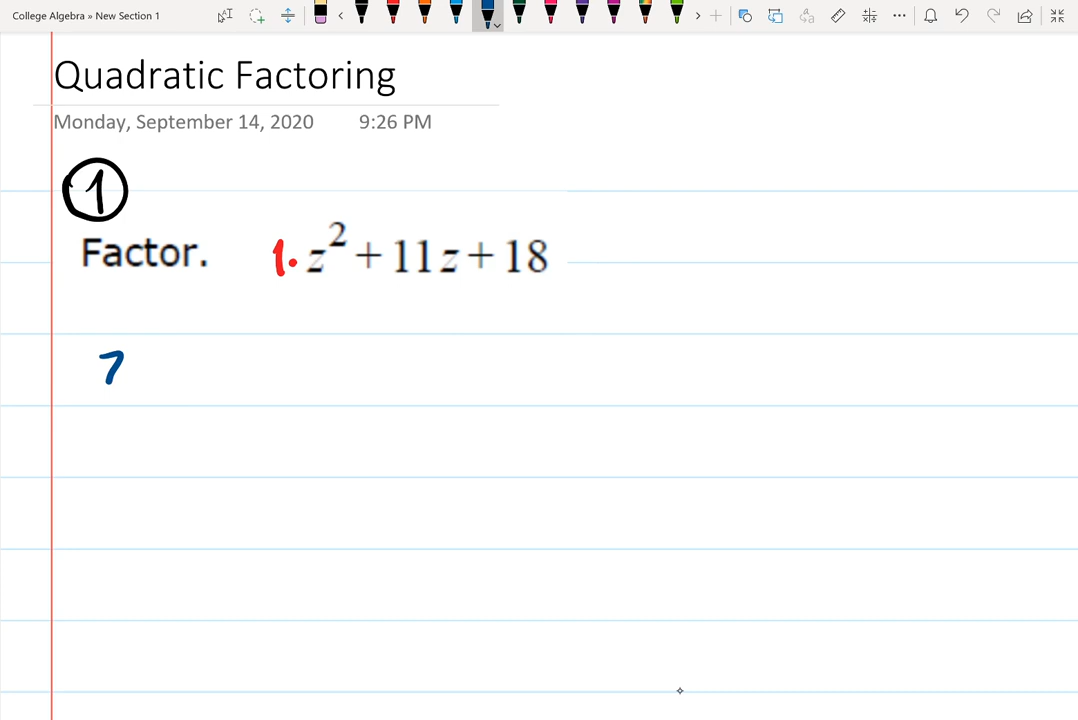 College Algebra » New Section 1
Quadratic Factoring
Monday, September 14, 2020 9:26 PM
1
Factor. 1. z² + 11z + 18
7